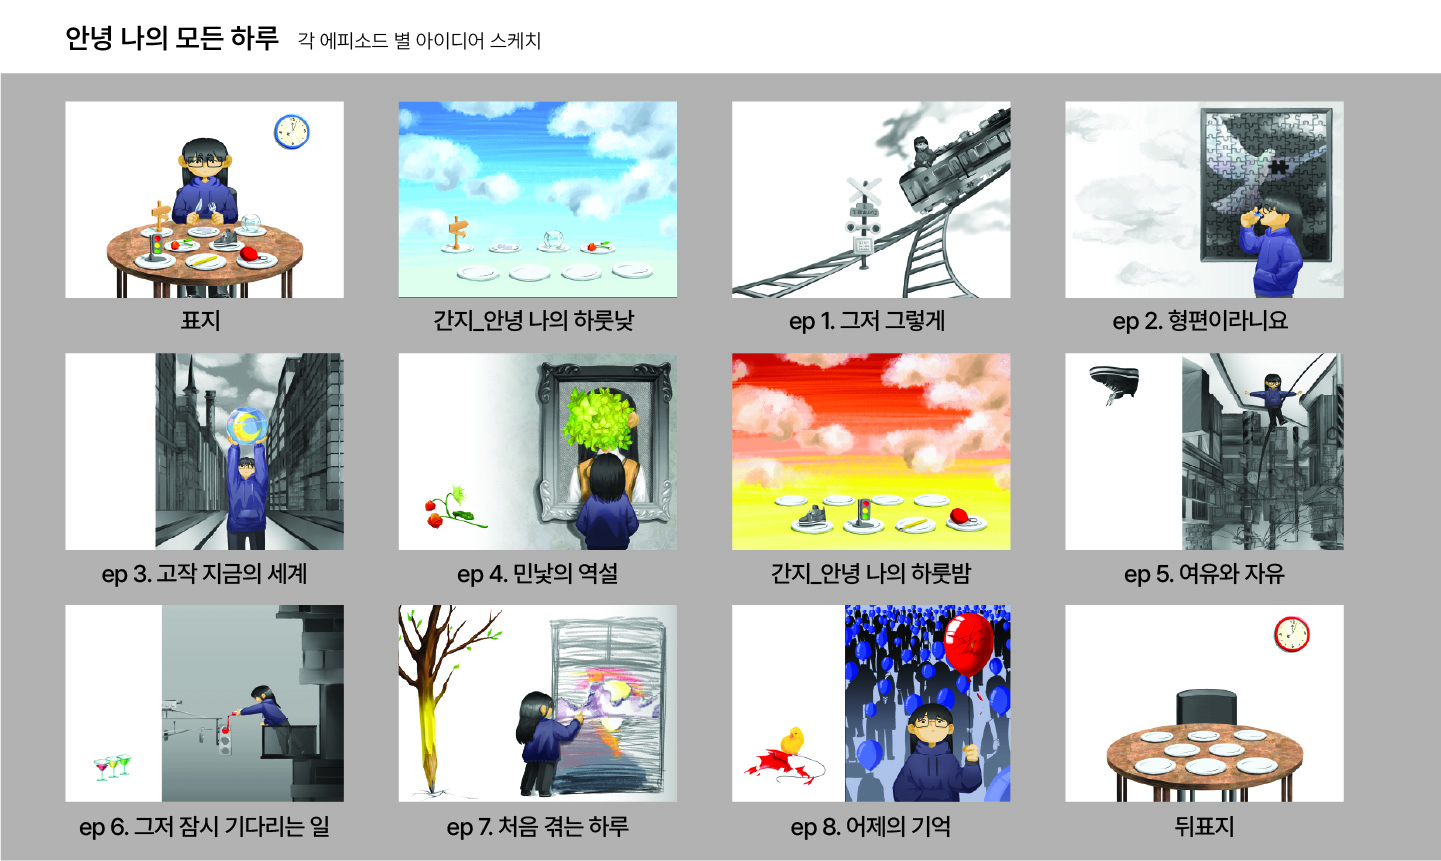 안녕 나의 모든 하루 각 에피소드 별 아이디어 스케치
표지
간지_안녕 나의 하룻낮
ep 1. 그저 그렇게
ep 2. 형편이라니요
ep 3. 고작 지금의 세계
ep 4. 민낯의 역설
간지_안녕 나의 하룻밤
ep 5. 여유와 자유
ep 6. 그저 잠시 기다리는 일
ep 7. 처음 겪는 하루
ep 8. 어제의 기억
뒤표지